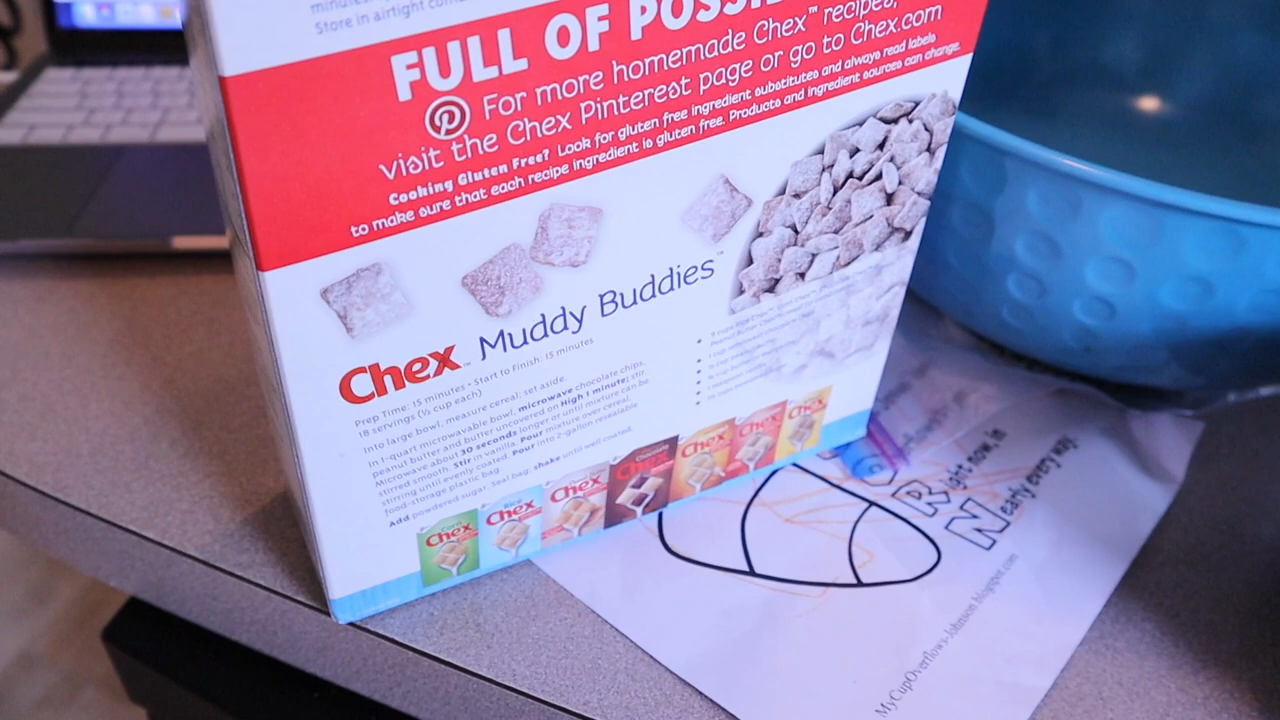 minutes
Store in airtight
FULL OF
For more homemade Chex™ recipes,
visit the Chex Pinterest page or go to Chex.com
Cooking Gluten Free? Look for gluten free ingredient substitutes and always read labels
to make sure that each recipe ingredient is gluten free. Products and ingredient sources can change.
Chex™ Muddy Buddies™
Prep Time: 15 minutes • Start to Finish: 15 minutes
18 servings (½ cup each)
Into large bowl, measure cereal; set aside.
In 1-quart microwavable bowl, microwave chocolate chips,
peanut butter and butter uncovered on High 1 minute; stir.
Microwave about 30 seconds longer or until mixture can be
stirred smooth. Stir in vanilla. Pour mixture over cereal,
stirring until evenly coated. Pour into 2-gallon resealable
food-storage plastic bag.
Add powdered sugar. Seal bag; shake until well coated.
Corn Chex
Rice Chex
Chex
Chocolate Chex
Chex
Chex
Chex
Right now, in
Nearly every way.
MyCupOverflows-Johnson.blogspot.com